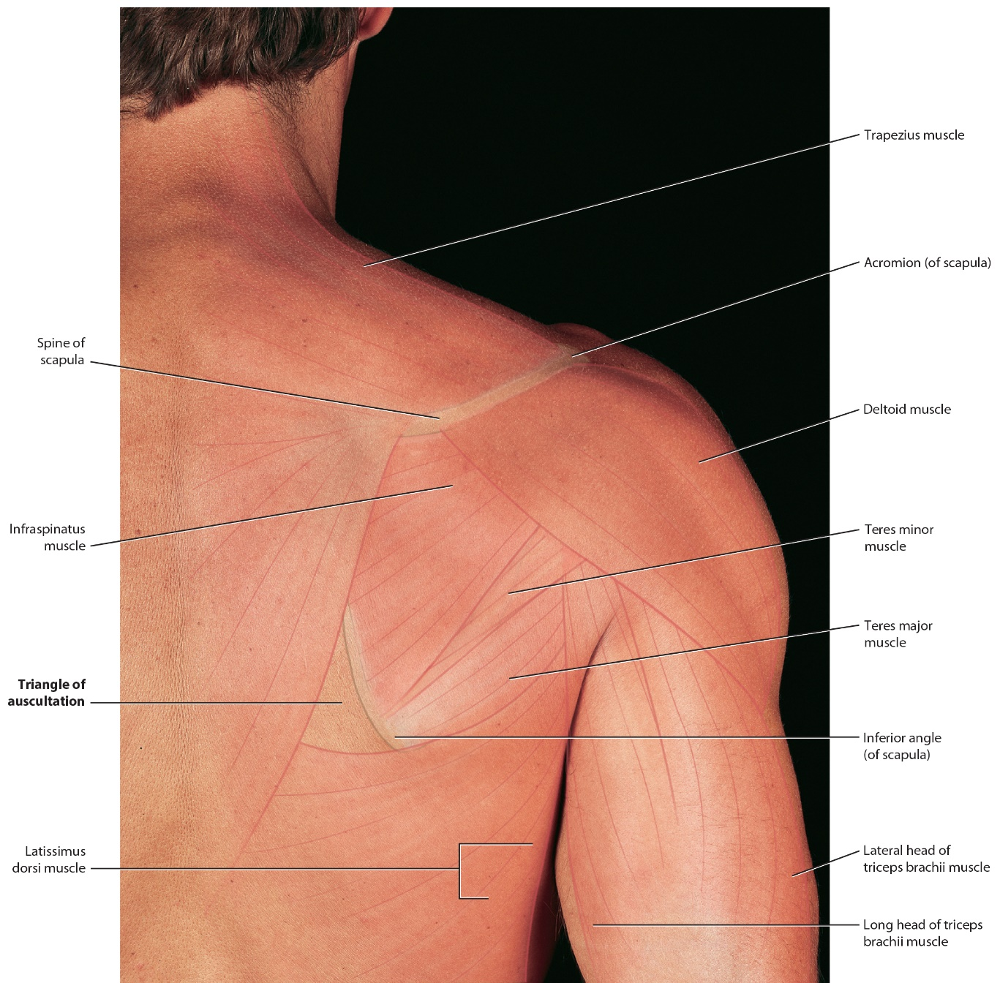 Trapezius muscle
Acromion (of scapula)
Spine of
scapula
Deltoid muscle
Infraspinatus
muscle
Teres minor
muscle
Teres major
muscle
Triangle of
auscultation
Inferior angle
(of scapula)
Latissimus
dorsi muscle
Lateral head of
triceps brachii muscle
Long head of triceps
brachii muscle